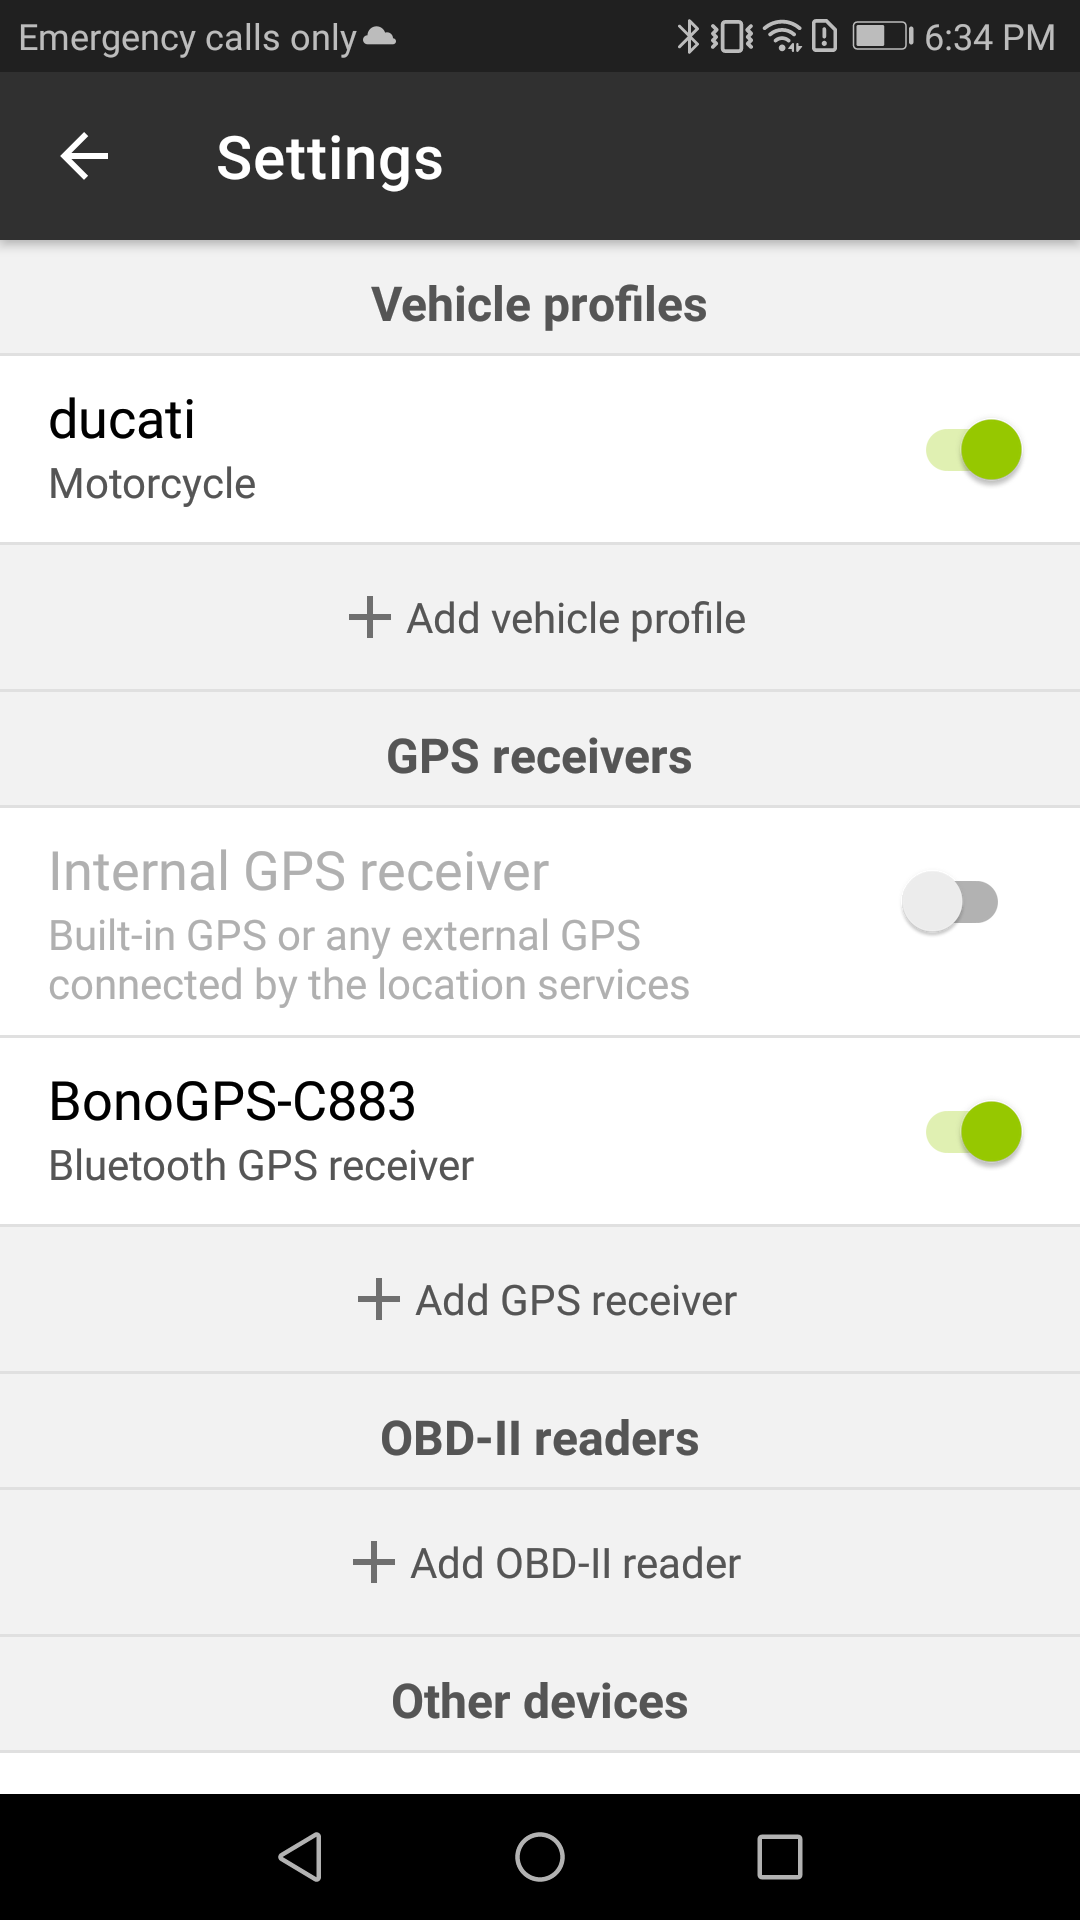 Emergency calls only
6:34 PM
Settings
Vehicle profiles
ducati
Motorcycle
Add vehicle profile
GPS receivers
Internal GPS receiver
Built-in GPS or any external GPS
connected by the location services
BonoGPS-C883
Bluetooth GPS receiver
Add GPS receiver
OBD-II readers
Add OBD-II reader
Other devices